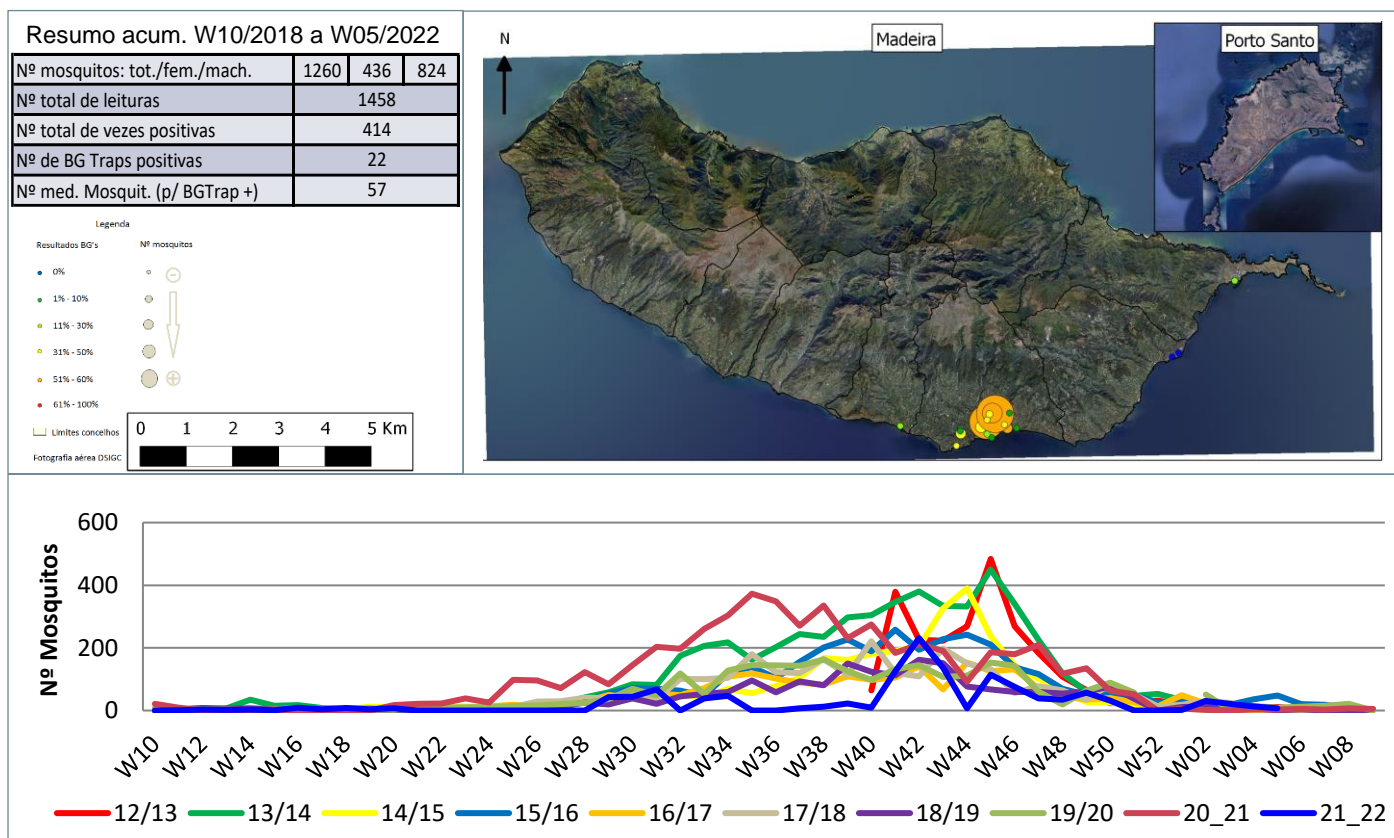 Resumo acum. W10/2018 a W05/2022
Nº mosquitos: tot./fem./mach. 1260 436 824
Nº total de leituras 1458
Nº total de vezes positivas 414
Nº de BG Traps positivas 22
Nº med. Mosquit. (p/ BGTrap +) 57
Legenda
Resultados BG's Nº mosquitos
0%
1% - 10%
11% - 30%
31% - 50%
51% - 60%
61% - 100%
Limites concelhos
Fotografia aérea DSIGC
0 1 2 3 4 5 Km
N
Madeira
Porto Santo
Nº Mosquitos
600
400
200
0
W10 W12 W14 W16 W18 W20 W22 W24 W26 W28 W30 W32 W34 W36 W38 W40 W42 W44 W46 W48 W50 W52 W02 W04 W06 W08
12/13 13/14 14/15 15/16 16/17 17/18 18/19 19/20 20_21 21_22